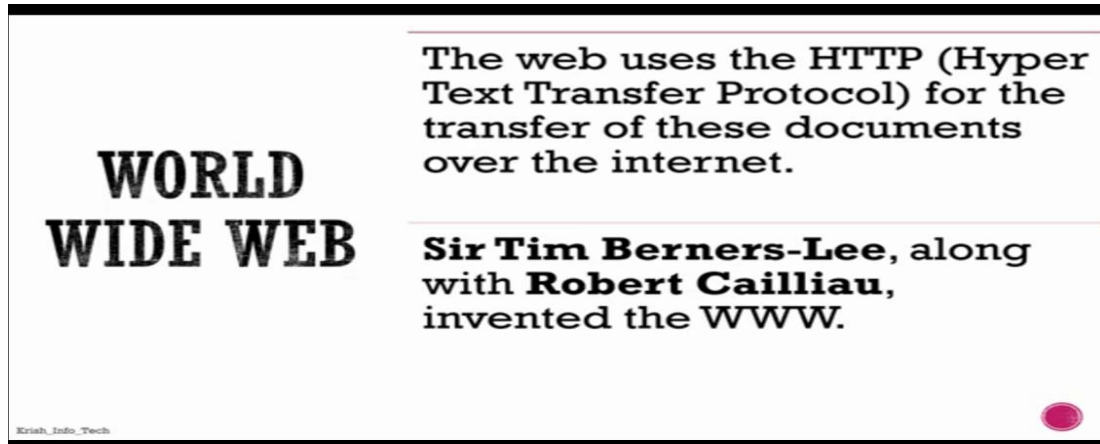 WORLD
WIDE WEB
The web uses the HTTP (Hyper
Text Transfer Protocol) for the
transfer of these documents
over the internet.
Sir Tim Berners-Lee, along
with Robert Cailliau,
invented the WWW.
Krish_Info_Tech